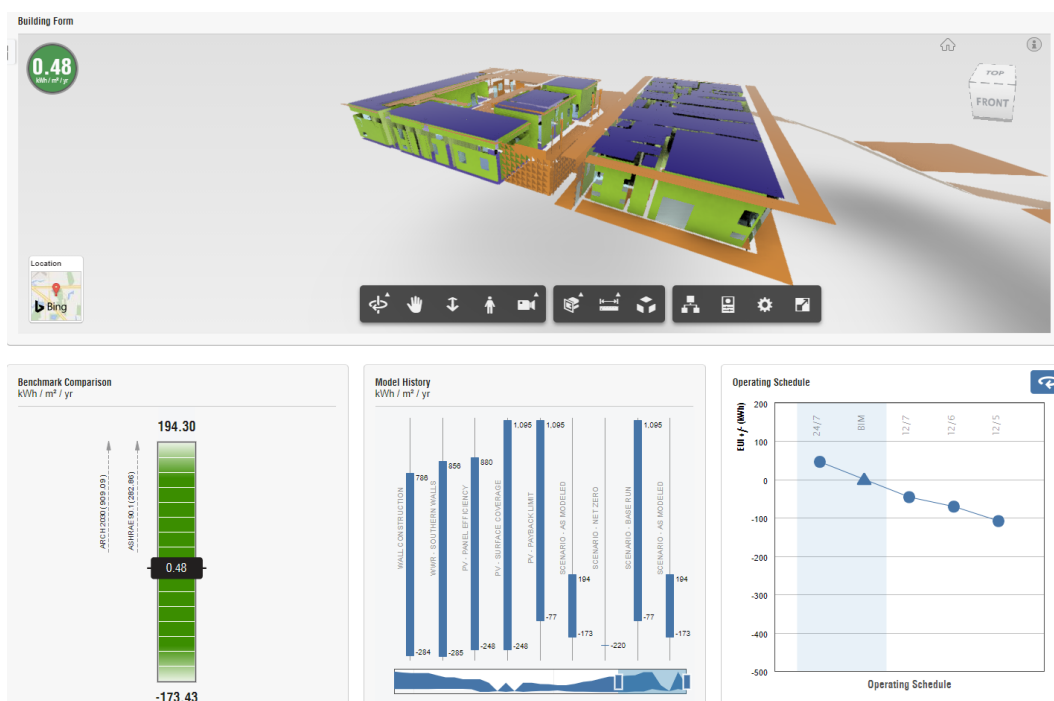 Building Form
0.48
kWh / m² / yr
TOP
FRONT
Location
Bing
Benchmark Comparison
kWh / m² / yr
194.30
ARCH 2030 (909.09)
ASHRAE 90.1 (262.86)
0.48
-173.43
Model History
kWh / m² / yr
WALL CONSTRUCTION
786
-284
WWR - SOUTHERN WALLS
856
-285
PV - PANEL EFFICIENCY
880
-248
PV - SURFACE COVERAGE
1,095
-248
PV - PAYBACK LIMIT
1,095
-77
SCENARIO - AS MODELED
194
-173
SCENARIO - NET ZERO
-220
SCENARIO - BASE RUN
1,095
-77
SCENARIO - AS MODELED
194
-173
Operating Schedule
200
100
0
-100
-200
-300
-400
-500
24/7
BIM
12/7
12/6
12/5
Operating Schedule